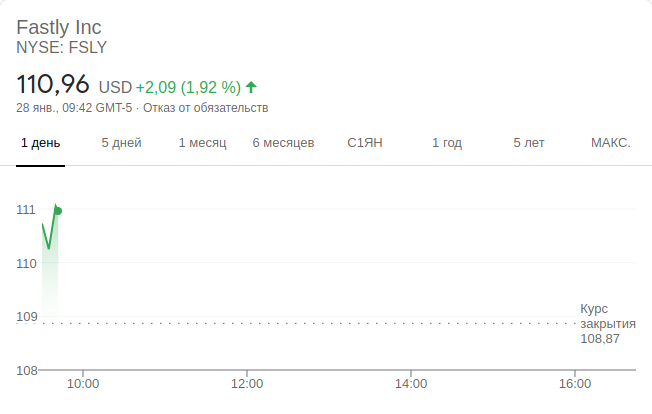 Fastly Inc
NYSE: FSLY
110,96 USD +2,09 (1,92 %)
28 янв., 09:42 GMT-5 · Отказ от обязательств
1 день 5 дней 1 месяц 6 месяцев С1ЯН 1 год 5 лет МАКС.
111
110
109
Курс
закрытия
108,87
108
10:00 12:00 14:00 16:00